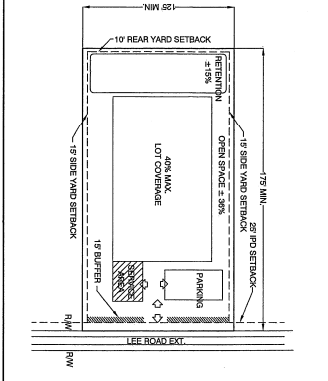 125' MIN.
10' REAR YARD SETBACK
RETENTION
±15%
15' SIDE YARD SETBACK
175' MIN.
OPEN SPACE ± 36%
40% MAX.
LOT COVERAGE
15' SIDE YARD SETBACK
25' IPD SETBACK
15' BUFFER
SERVICE
AREA
PARKING
R/W
LEE ROAD EXT.
R/W